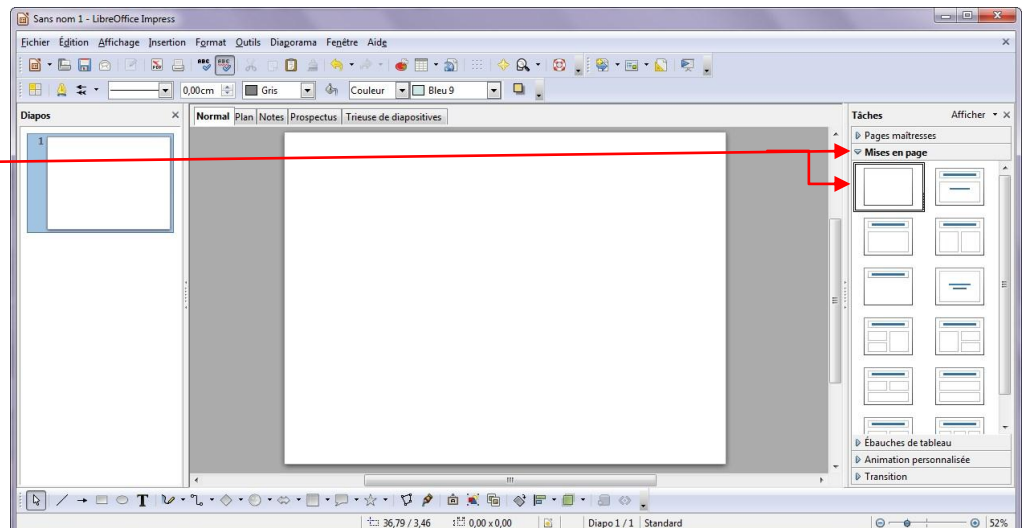 Sans nom 1 - LibreOffice Impress
Eichier Édition Affichage Insertion Format Outils Diaporama Fenêtre Aide
0,00cm Gris Couleur Bleu 9
Diapos
Normal Plan Notes Prospectus Trieuse de diapositives
Tâches Afficher
1
Pages maîtresses
Mises en page
Ébauches de tableau
Animation personnalisée
Transition
36,79 / 3,46 0,00 x 0,00 Diapo 1 / 1 Standard 52%